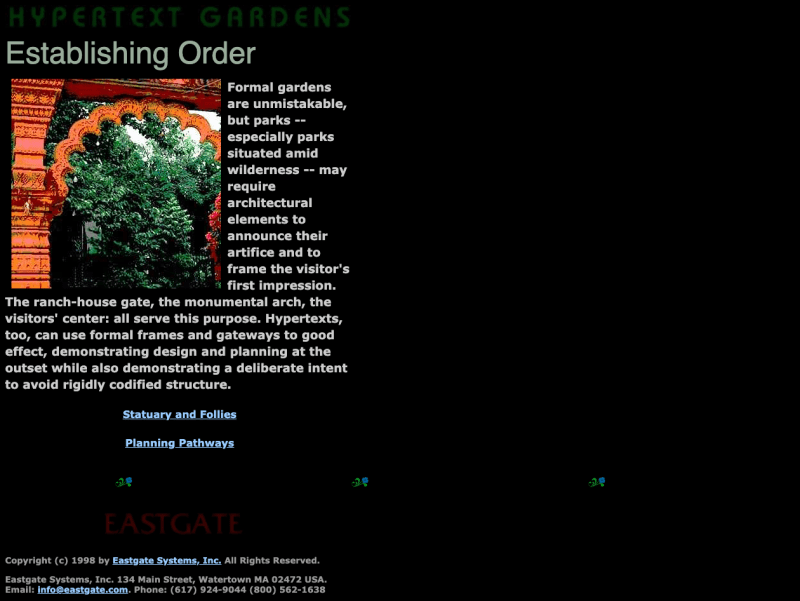 HYPERTEXT GARDENS
Establishing Order
Formal gardens
are unmistakable,
but parks --
especially parks
situated amid
wilderness -- may
require
architectural
elements to
announce their
artifice and to
frame the visitor's
first impression.
The ranch-house gate, the monumental arch, the
visitors' center: all serve this purpose. Hypertexts,
too, can use formal frames and gateways to good
effect, demonstrating design and planning at the
outset while also demonstrating a deliberate intent
to avoid rigidly codified structure.
Statuary and Follies
Planning Pathways
EASTGATE
Copyright (c) 1998 by Eastgate Systems, Inc. All Rights Reserved.
Eastgate Systems, Inc. 134 Main Street, Watertown MA 02472 USA.
Email: info@eastgate.com. Phone: (617) 924-9044 (800) 562-1638